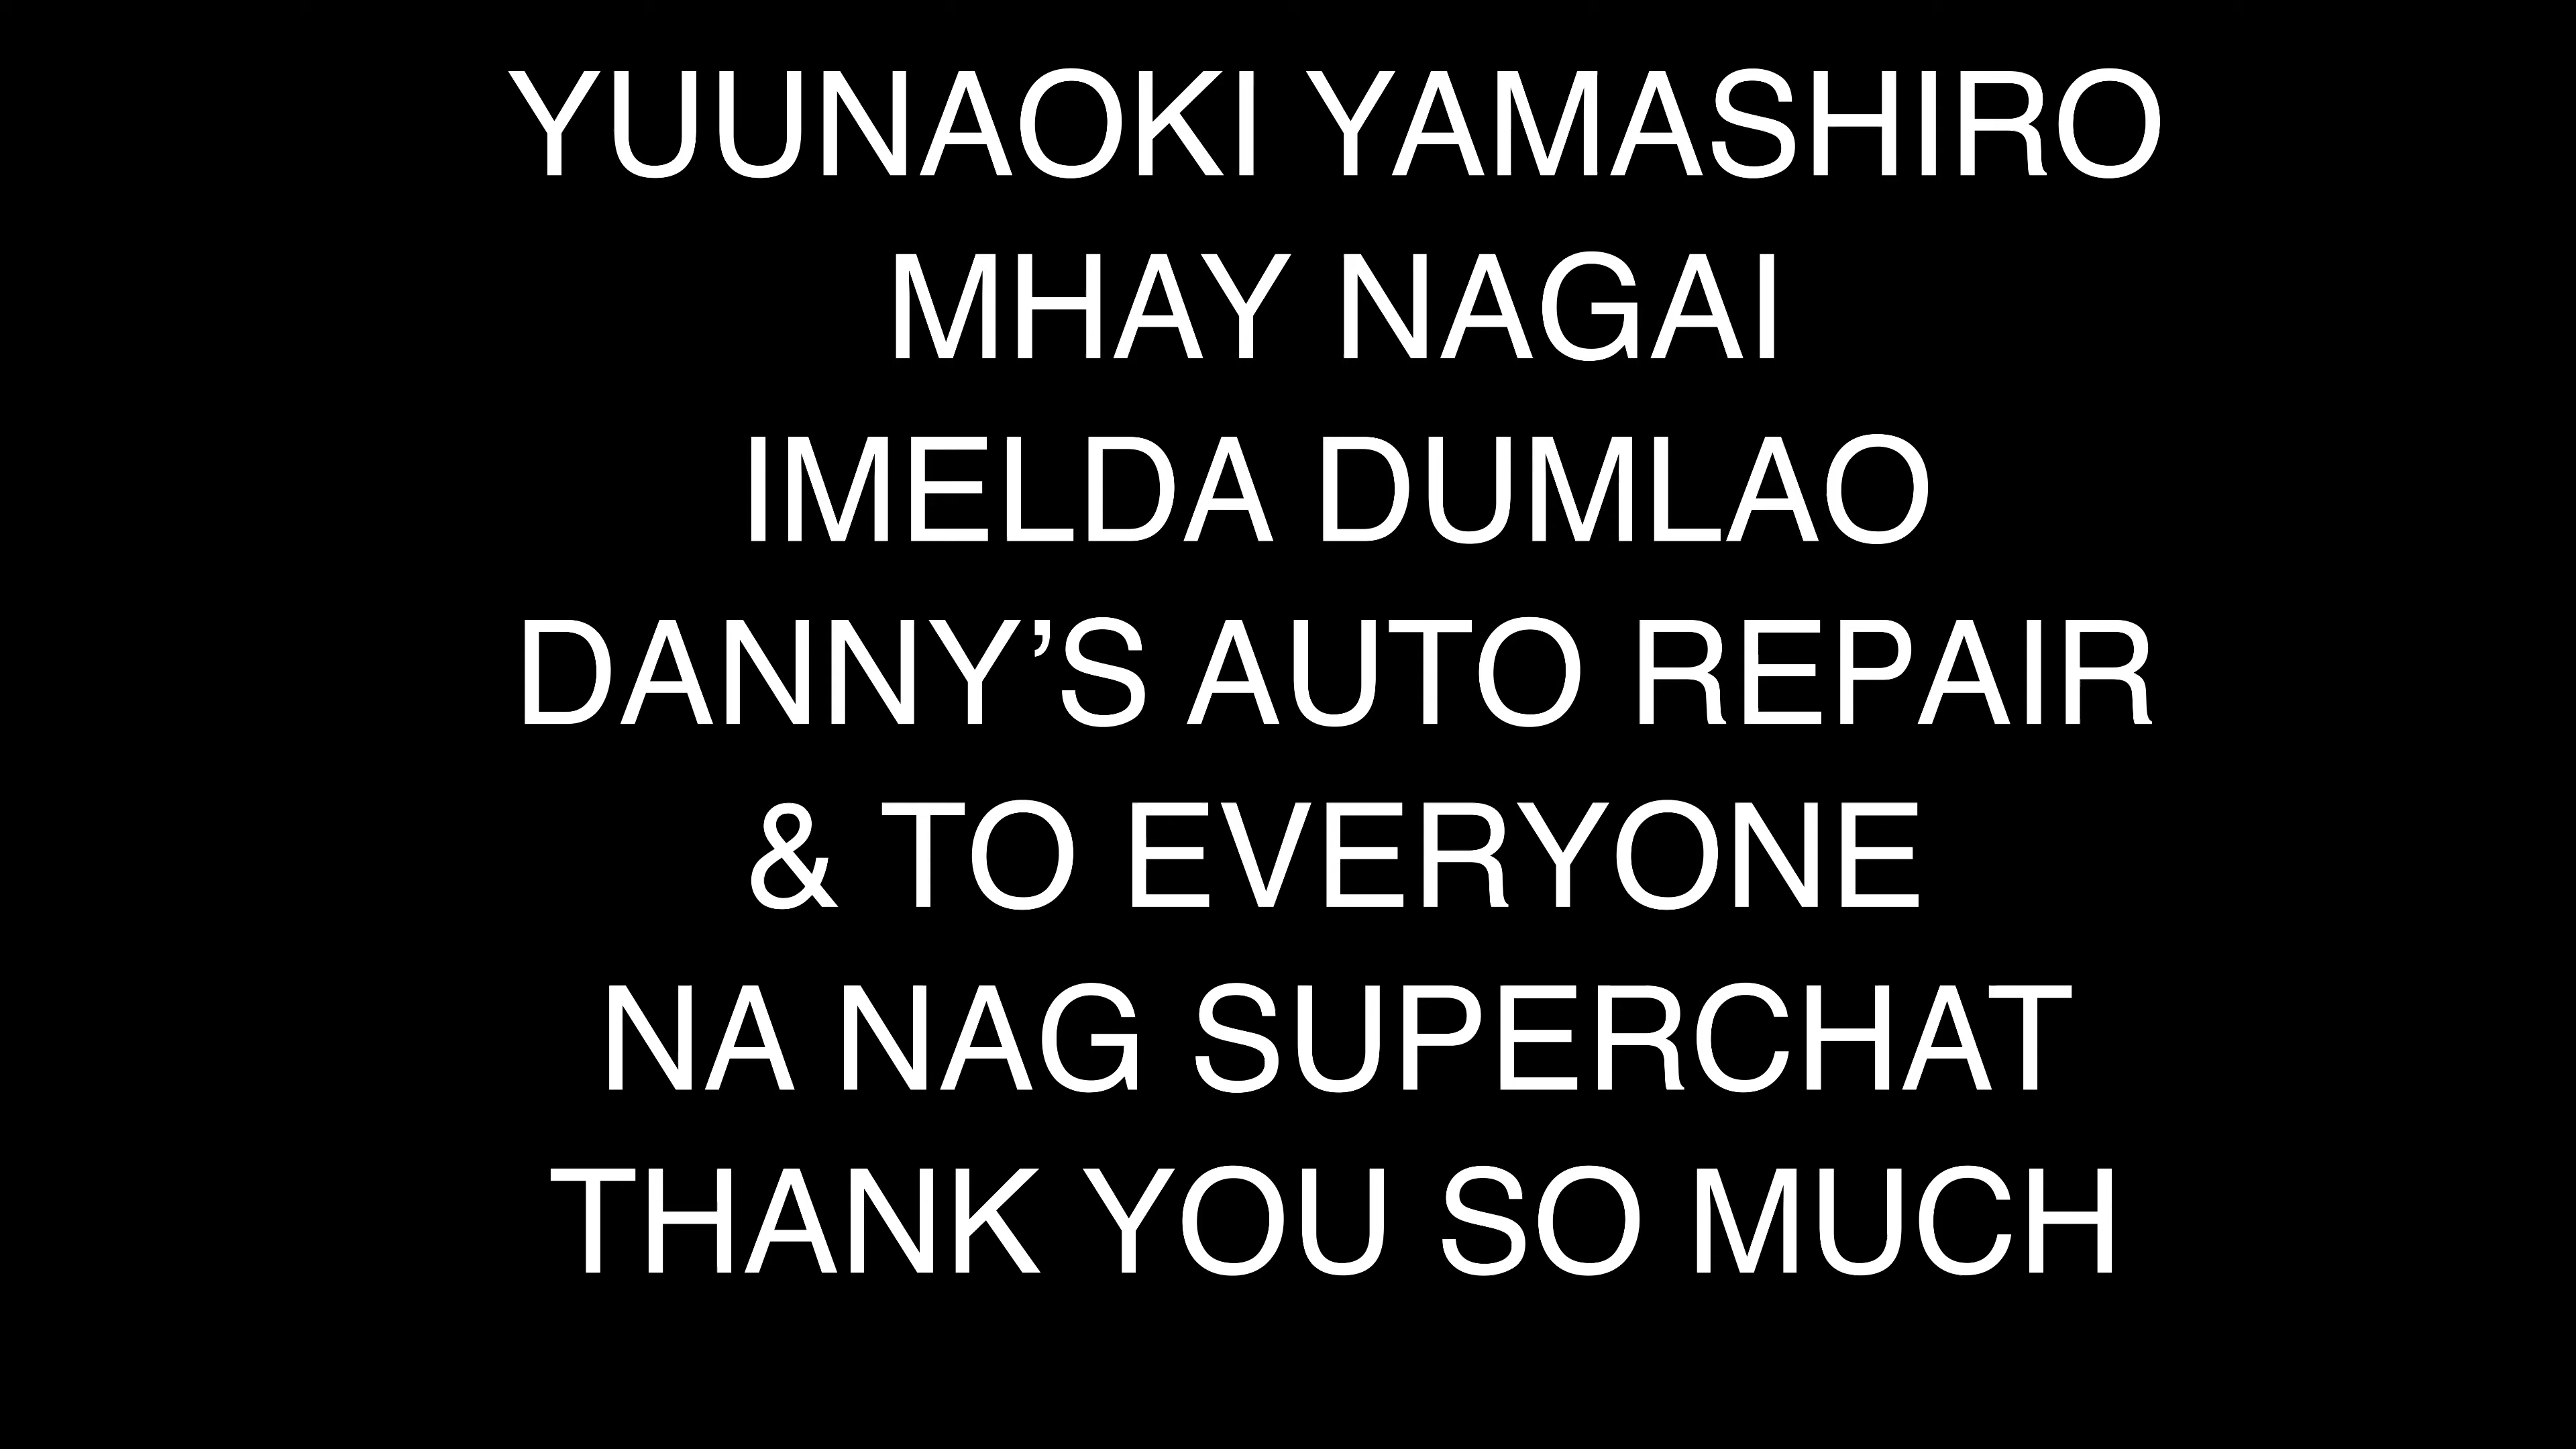 YUUNAOKI YAMASHIRO
MHAY NAGAI
IMELDA DUMLAO
DANNY’S AUTO REPAIR
& TO EVERYONE
NA NAG SUPERCHAT
THANK YOU SO MUCH